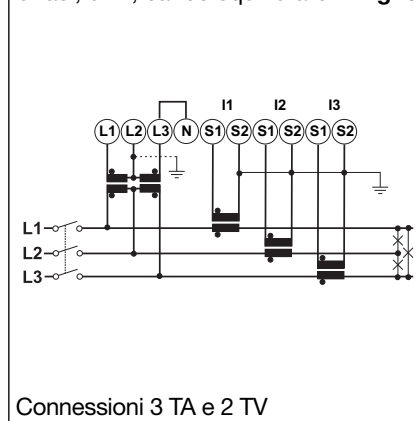 I1 I2 I3
L1 L2 L3 N S1 S2 S1 S2 S1 S2
L1
L2
L3
Connessioni 3 TA e 2 TV